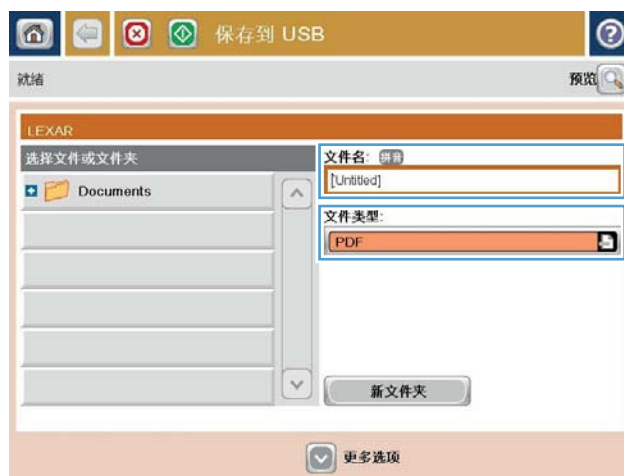 保存到 USB
就绪
预览
LEXAR
选择文件或文件夹
Documents
文件名: 拼音
[Untitled]
文件类型:
PDF
新文件夹
更多选项